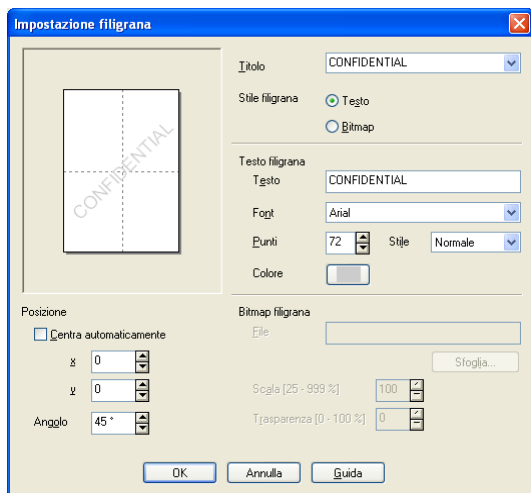 Impostazione filigrana
CONFIDENTIAL
Titolo CONFIDENTIAL
Stile filigrana Testo
Bitmap
Testo filigrana
Testo CONFIDENTIAL
Font Arial
Punti 72 Stile Normale
Colore
Posizione
Centra automaticamente
x 0
y 0
Angolo 45 °
Bitmap filigrana
File
Sfoglia...
Scala [25 - 999 %] 100
Trasparenza [0 - 100 %] 0
OK Annulla Guida